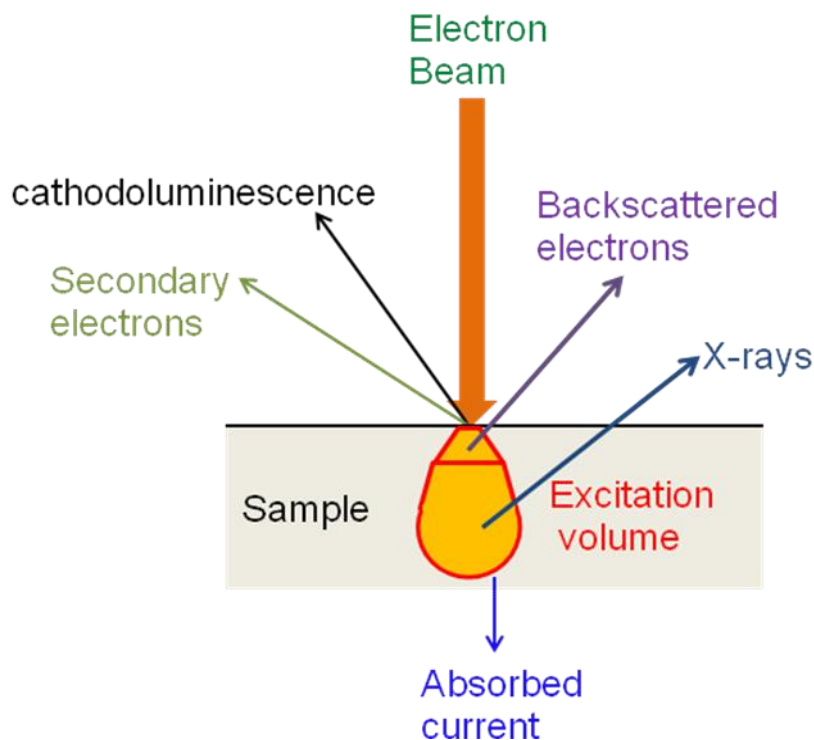 Electron
Beam
cathodoluminescence
Backscattered
electrons
Secondary
electrons
X-rays
Sample
Excitation
volume
Absorbed
current